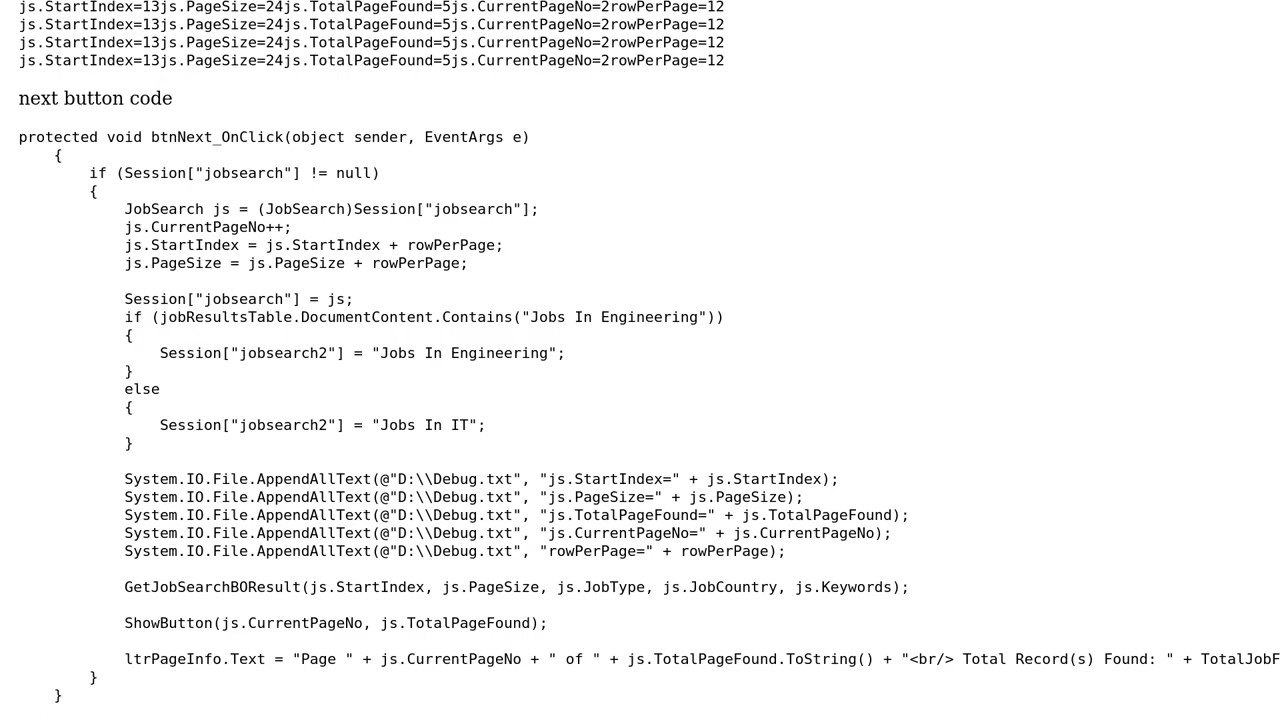 js.StartIndex=13js.PageSize=24js.TotalPageFound=5js.CurrentPageNo=2rowPerPage=12
js.StartIndex=13js.PageSize=24js.TotalPageFound=5js.CurrentPageNo=2rowPerPage=12
js.StartIndex=13js.PageSize=24js.TotalPageFound=5js.CurrentPageNo=2rowPerPage=12
js.StartIndex=13js.PageSize=24js.TotalPageFound=5js.CurrentPageNo=2rowPerPage=12
next button code
protected void btnNext_OnClick(object sender, EventArgs e)
    {
        if (Session["jobsearch"] != null)
        {
            JobSearch js = (JobSearch)Session["jobsearch"];
            js.CurrentPageNo++;
            js.StartIndex = js.StartIndex + rowPerPage;
            js.PageSize = js.PageSize + rowPerPage;

            Session["jobsearch"] = js;
            if (jobResultsTable.DocumentContent.Contains("Jobs In Engineering"))
            {
                Session["jobsearch2"] = "Jobs In Engineering";
            }
            else
            {
                Session["jobsearch2"] = "Jobs In IT";
            }

            System.IO.File.AppendAllText(@"D:\\Debug.txt", "js.StartIndex=" + js.StartIndex);
            System.IO.File.AppendAllText(@"D:\\Debug.txt", "js.PageSize=" + js.PageSize);
            System.IO.File.AppendAllText(@"D:\\Debug.txt", "js.TotalPageFound=" + js.TotalPageFound);
            System.IO.File.AppendAllText(@"D:\\Debug.txt", "js.CurrentPageNo=" + js.CurrentPageNo);
            System.IO.File.AppendAllText(@"D:\\Debug.txt", "rowPerPage=" + rowPerPage);

            GetJobSearchBOResult(js.StartIndex, js.PageSize, js.JobType, js.JobCountry, js.Keywords);

            ShowButton(js.CurrentPageNo, js.TotalPageFound);

            ltrPageInfo.Text = "Page " + js.CurrentPageNo + " of " + js.TotalPageFound.ToString() + "<br/> Total Record(s) Found: " + TotalJobF
        }
    }